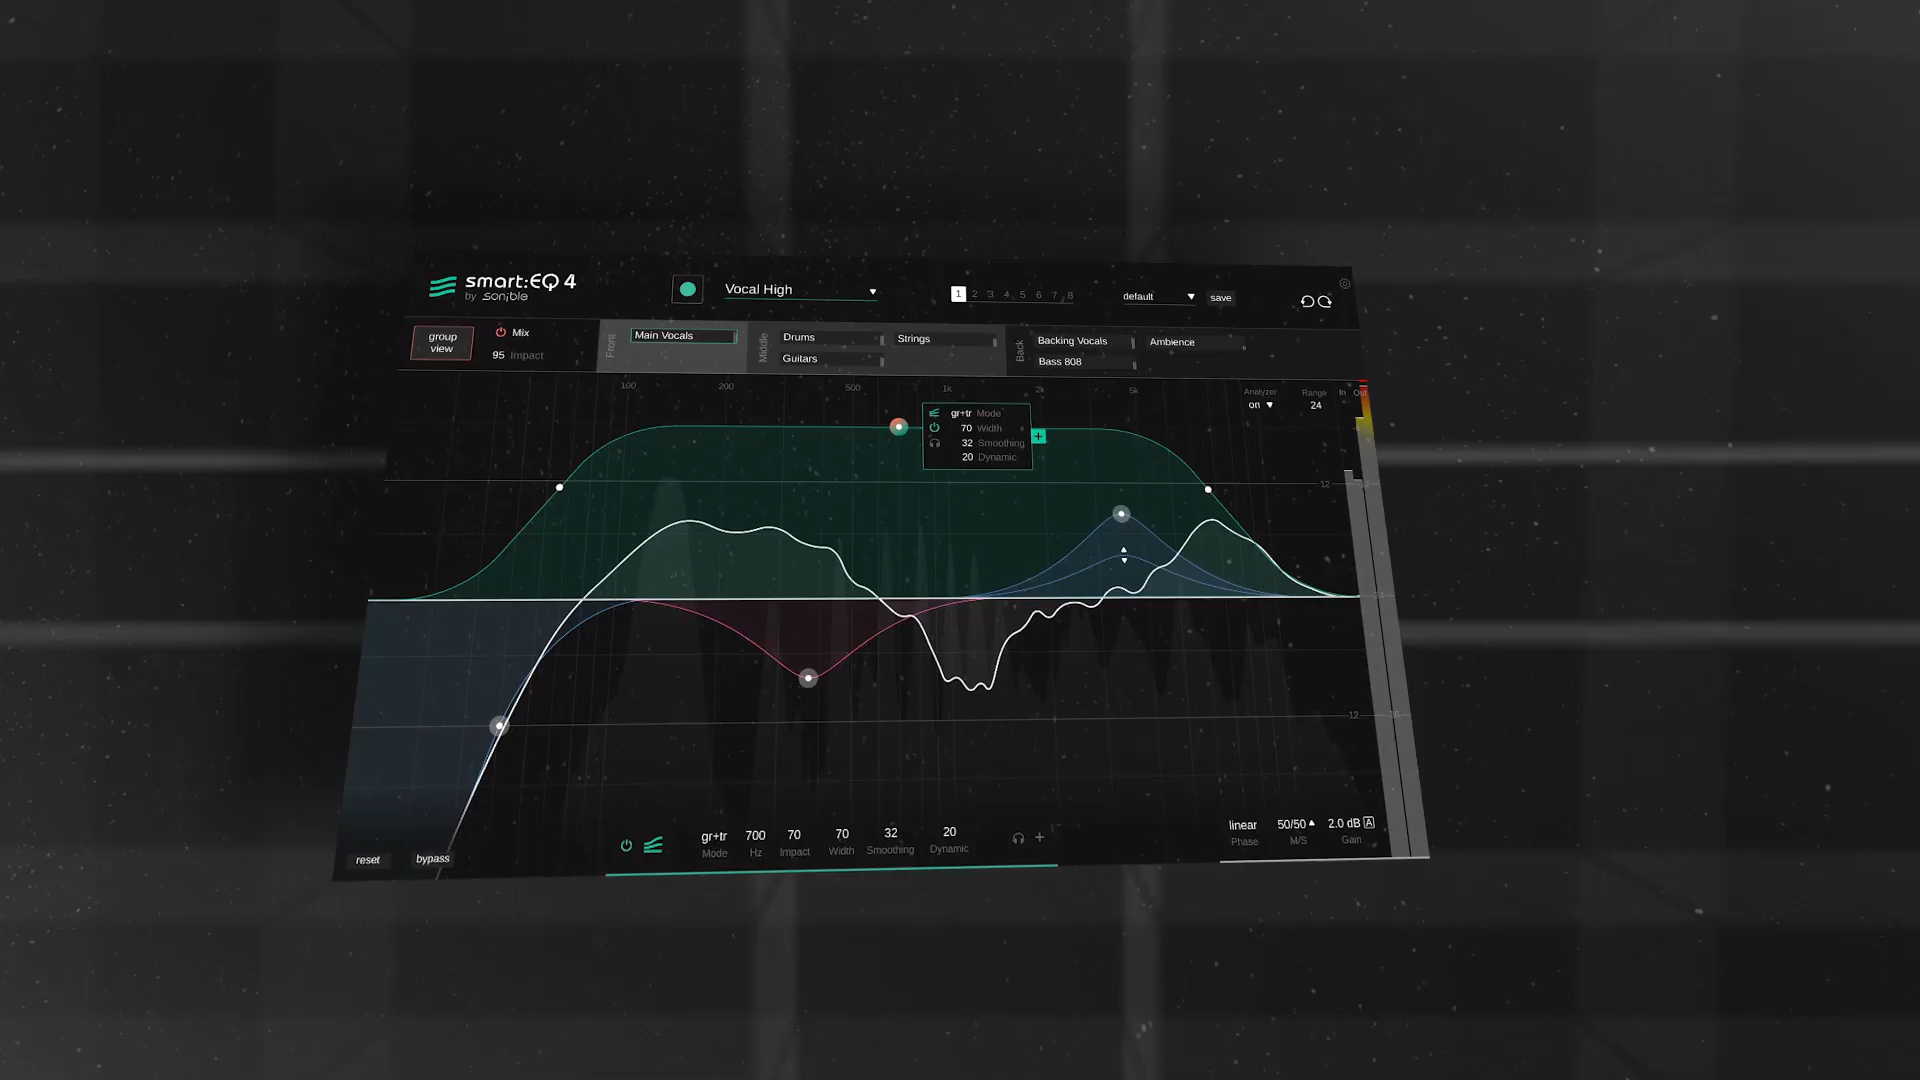 smart:EQ 4
by sonible
Vocal High
1 2 3 4 5 6 7 8
default
save
group
view
Mix
95 Impact
Front
Main Vocals
Middle
Drums
Guitars
Strings
Back
Backing Vocals
Bass 808
Ambience
100 200 500 1k 2k 5k
Analyzer
on
Range
24
In Out
gr+tr Mode
70 Width
32 Smoothing
20 Dynamic
12
-12
reset
bypass
gr+tr 700 70 70 32 20
Mode Hz Impact Width Smoothing Dynamic
linear 50/50 2.0 dB A
Phase M/S Gain